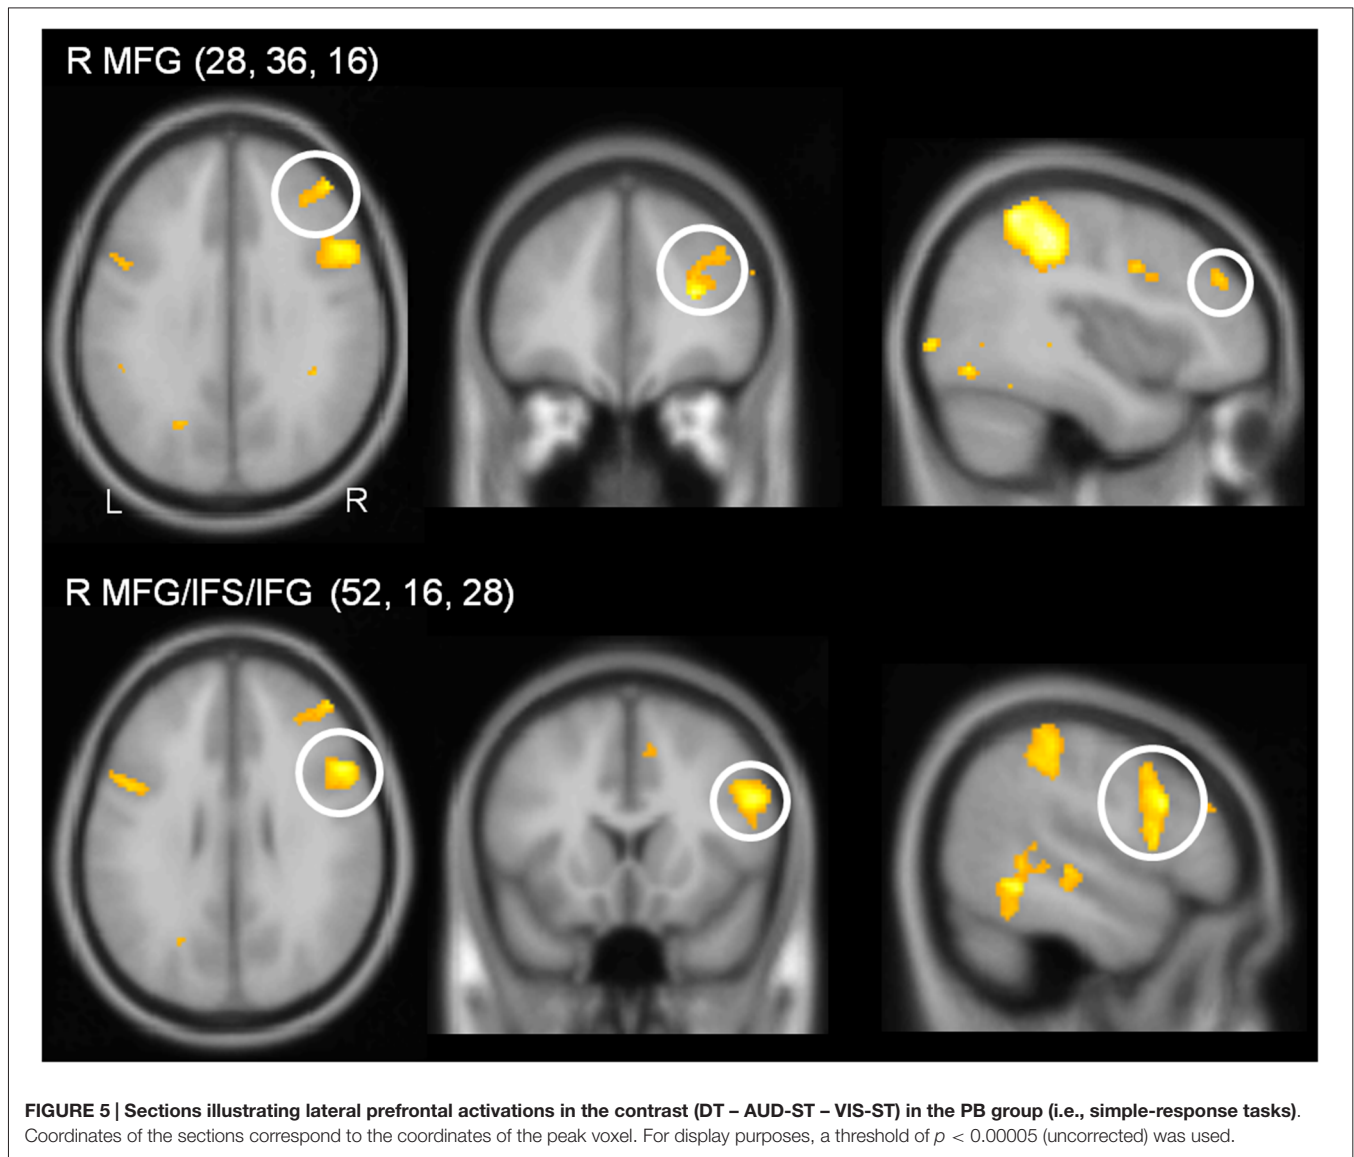 R MFG (28, 36, 16)
L
R
R MFG/IFS/IFG (52, 16, 28)
FIGURE 5 | Sections illustrating lateral prefrontal activations in the contrast (DT – AUD-ST – VIS-ST) in the PB group (i.e., simple-response tasks).
Coordinates of the sections correspond to the coordinates of the peak voxel. For display purposes, a threshold of p < 0.00005 (uncorrected) was used.